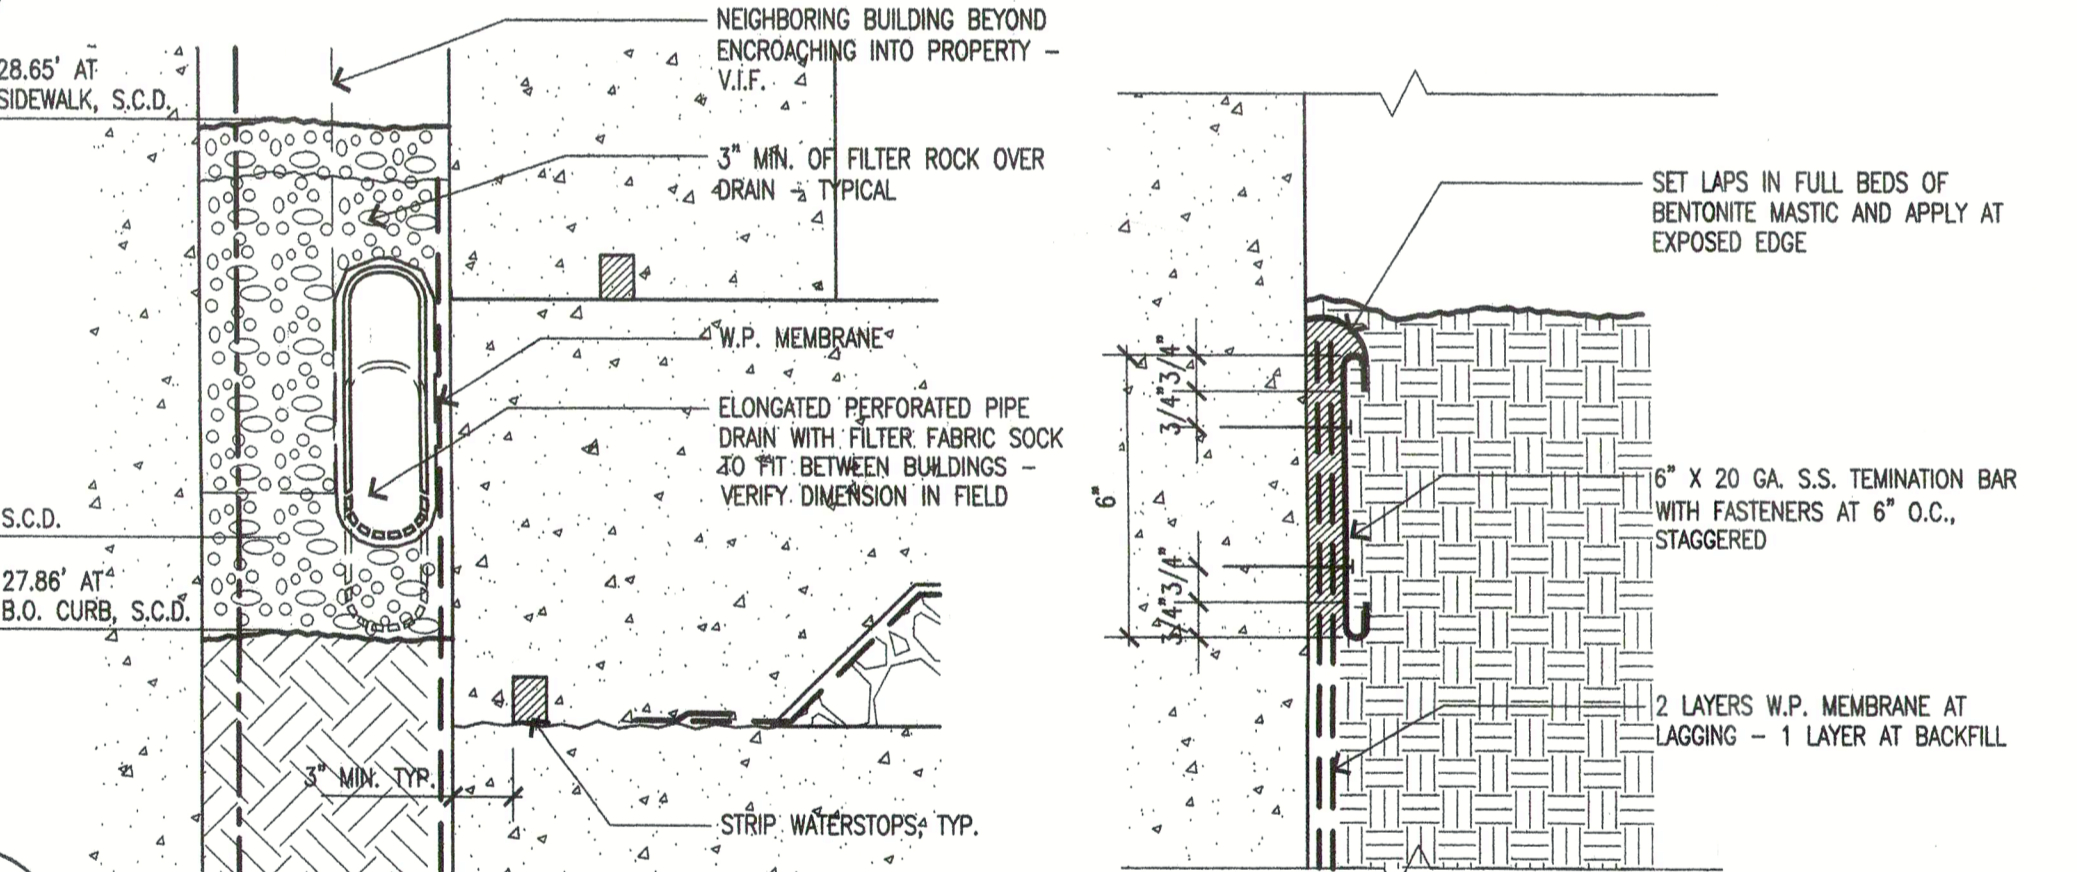 28.65' AT
SIDEWALK, S.C.D.
NEIGHBORING BUILDING BEYOND
ENCROACHING INTO PROPERTY –
V.I.F.
3" MIN. OF FILTER ROCK OVER
DRAIN – TYPICAL
W.P. MEMBRANE
ELONGATED PERFORATED PIPE
DRAIN WITH FILTER FABRIC SOCK
TO FIT BETWEEN BUILDINGS –
VERIFY DIMENSION IN FIELD
S.C.D.
27.86' AT
B.O. CURB, S.C.D.
3" MIN. TYP.
STRIP WATERSTOPS, TYP.
SET LAPS IN FULL BEDS OF
BENTONITE MASTIC AND APPLY AT
EXPOSED EDGE
3/4"
3/4"
6"
3/4"
3/4"
6" X 20 GA. S.S. TEMINATION BAR
WITH FASTENERS AT 6" O.C.,
STAGGERED
2 LAYERS W.P. MEMBRANE AT
LAGGING – 1 LAYER AT BACKFILL